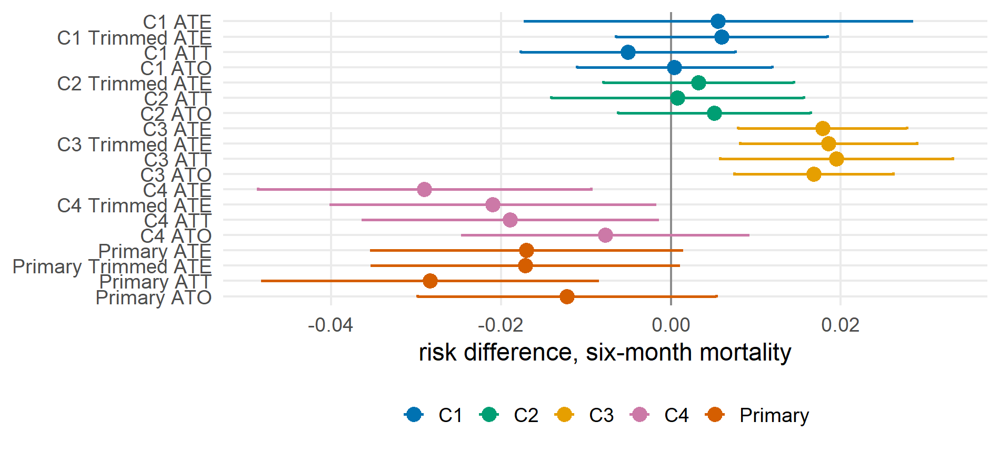 C1 ATE
C1 Trimmed ATE
C1 ATT
C1 ATO
C2 Trimmed ATE
C2 ATT
C2 ATO
C3 ATE
C3 Trimmed ATE
C3 ATT
C3 ATO
C4 ATE
C4 Trimmed ATE
C4 ATT
C4 ATO
Primary ATE
Primary Trimmed ATE
Primary ATT
Primary ATO
-0.04 -0.02 0.00 0.02
risk difference, six-month mortality
C1 C2 C3 C4 Primary